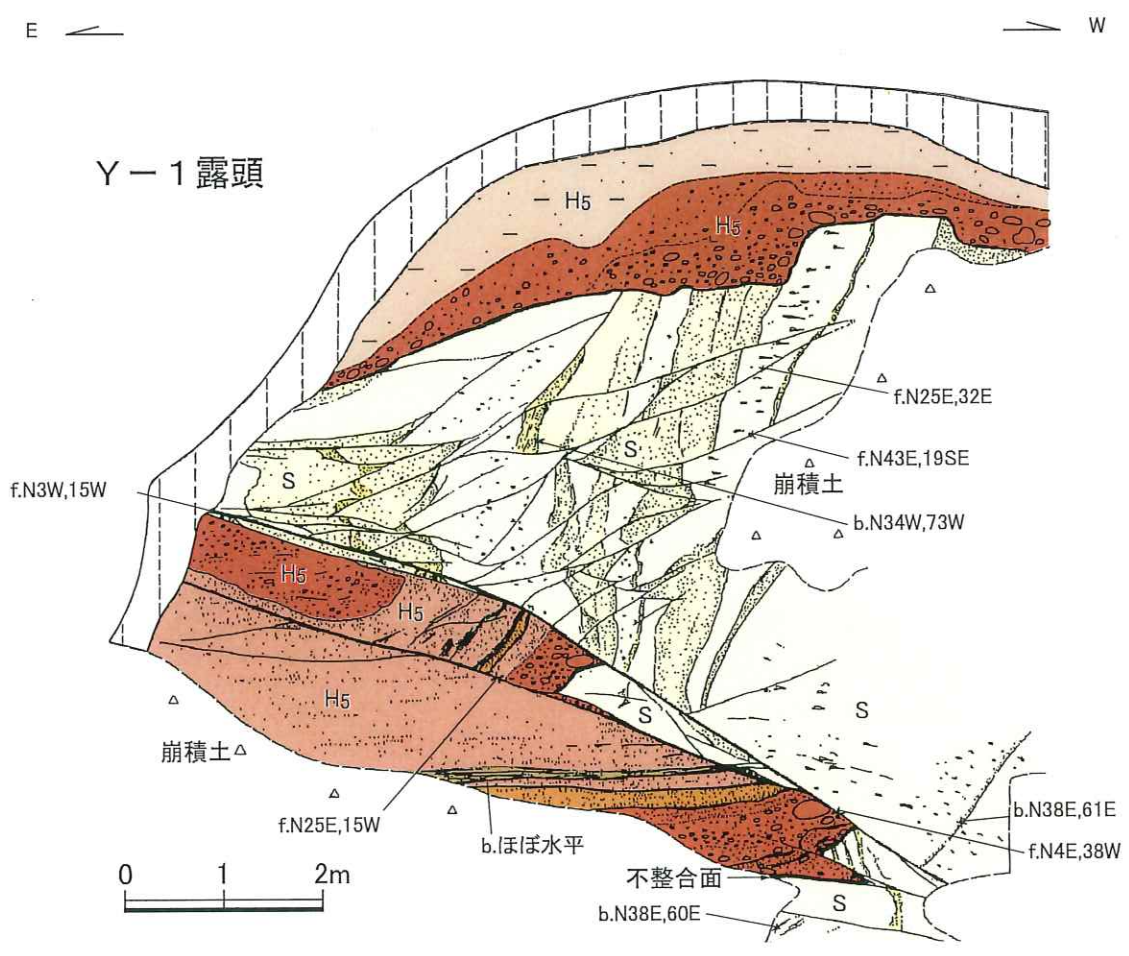 E
W
Y－1露頭
H5
H5
f.N25E,32E
S
f.N43E,19SE
崩積土
S
f.N3W,15W
b.N34W,73W
H5
H5
H5
S
S
崩積土
f.N25E,15W
b.ほぼ水平
b.N38E,61E
f.N4E,38W
0 1 2m
不整合面
S
b.N38E,60E